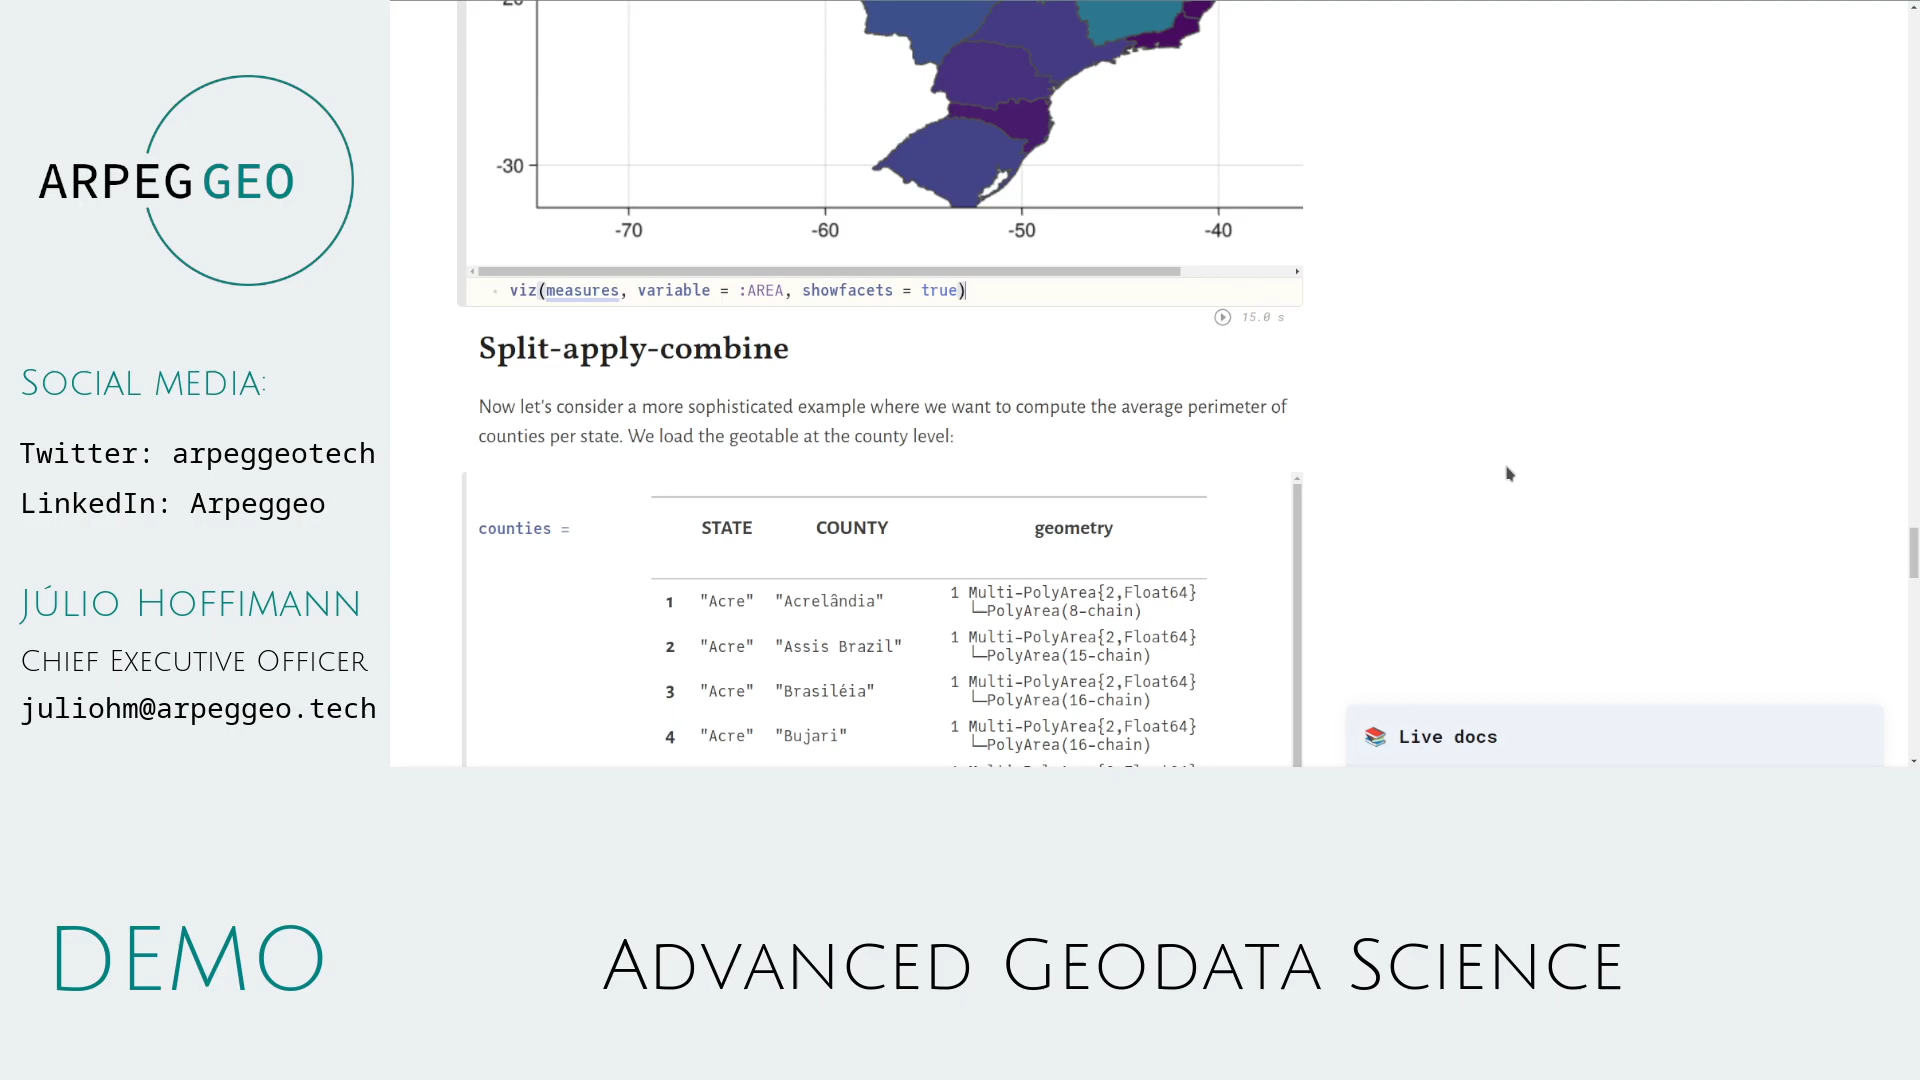 ARPEGGEO
SOCIAL MEDIA:
Twitter: arpeggeotech
LinkedIn: Arpeggeo
JÚLIO HOFFIMANN
CHIEF EXECUTIVE OFFICER
juliohm@arpeggeo.tech
-30
-70 -60 -50 -40
viz(measures, variable = :AREA, showfacets = true)
15.0 s
Split-apply-combine
Now let's consider a more sophisticated example where we want to compute the average perimeter of
counties per state. We load the geotable at the county level:
counties =
STATE COUNTY geometry
1 "Acre" "Acrelândia" 1 Multi-PolyArea{2,Float64}
└─PolyArea(8-chain)
2 "Acre" "Assis Brazil" 1 Multi-PolyArea{2,Float64}
└─PolyArea(15-chain)
3 "Acre" "Brasiléia" 1 Multi-PolyArea{2,Float64}
└─PolyArea(16-chain)
4 "Acre" "Bujari" 1 Multi-PolyArea{2,Float64}
└─PolyArea(16-chain)
Live docs
DEMO
ADVANCED GEODATA SCIENCE